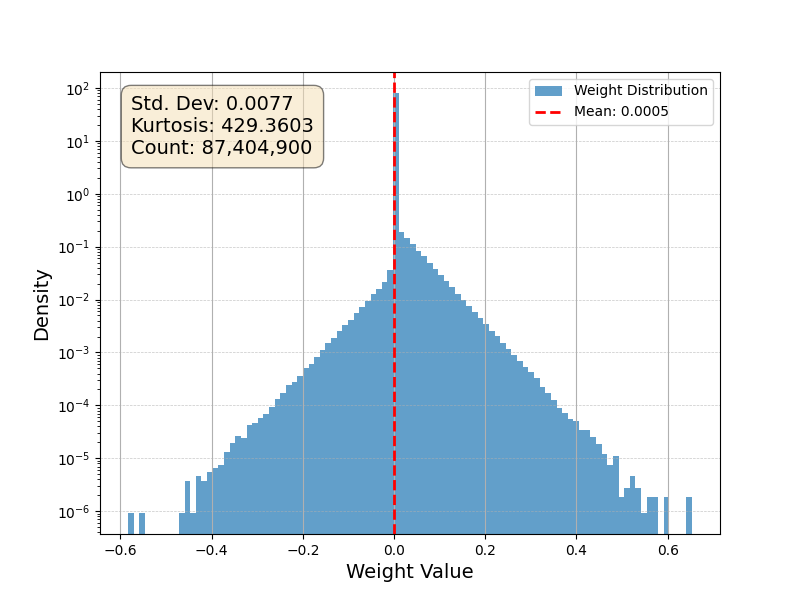 Std. Dev: 0.0077
Kurtosis: 429.3603
Count: 87,404,900
Weight Distribution
Mean: 0.0005
10²
10¹
10⁰
10⁻¹
10⁻²
10⁻³
10⁻⁴
10⁻⁵
10⁻⁶
Density
−0.6 −0.4 −0.2 0.0 0.2 0.4 0.6
Weight Value